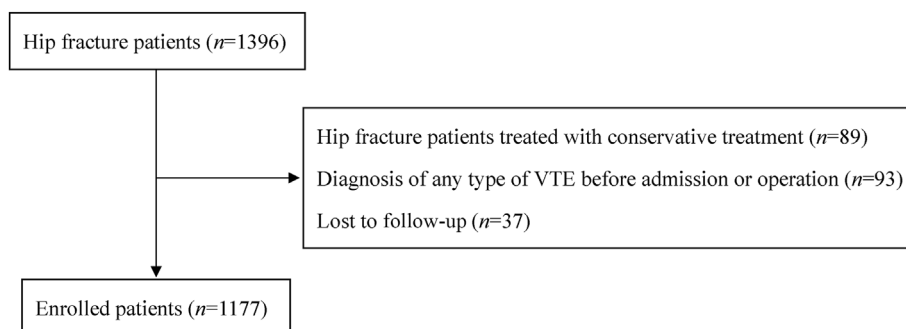 Hip fracture patients (n=1396)
Hip fracture patients treated with conservative treatment (n=89)
Diagnosis of any type of VTE before admission or operation (n=93)
Lost to follow-up (n=37)
Enrolled patients (n=1177)